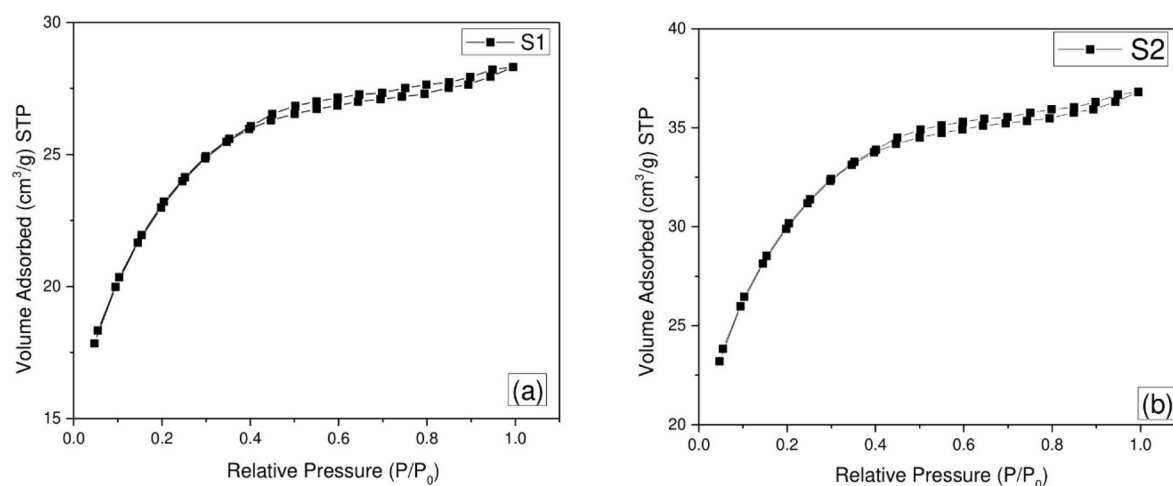 30
25
20
15
Volume Adsorbed (cm³/g) STP
S1
(a)
0.0 0.2 0.4 0.6 0.8 1.0
Relative Pressure (P/P₀)
40
35
30
25
20
Volume Adsorbed (cm³/g) STP
S2
(b)
0.0 0.2 0.4 0.6 0.8 1.0
Relative Pressure (P/P₀)